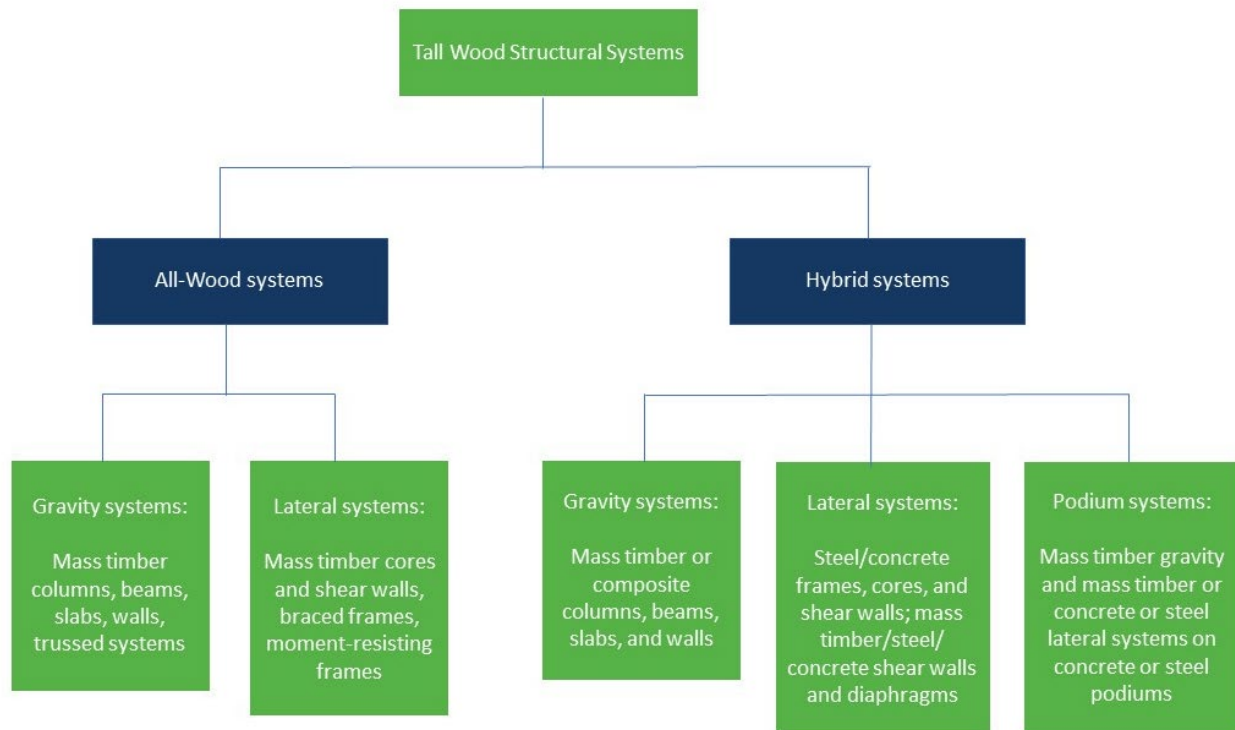 Tall Wood Structural Systems
All-Wood systems
Hybrid systems
Gravity systems:
Mass timber
columns, beams,
slabs, walls,
trussed systems
Lateral systems:
Mass timber cores
and shear walls,
braced frames,
moment-resisting
frames
Gravity systems:
Mass timber or
composite
columns, beams,
slabs, and walls
Lateral systems:
Steel/concrete
frames, cores, and
shear walls; mass
timber/steel/
concrete shear walls
and diaphragms
Podium systems:
Mass timber gravity
and mass timber or
concrete or steel
lateral systems on
concrete or steel
podiums